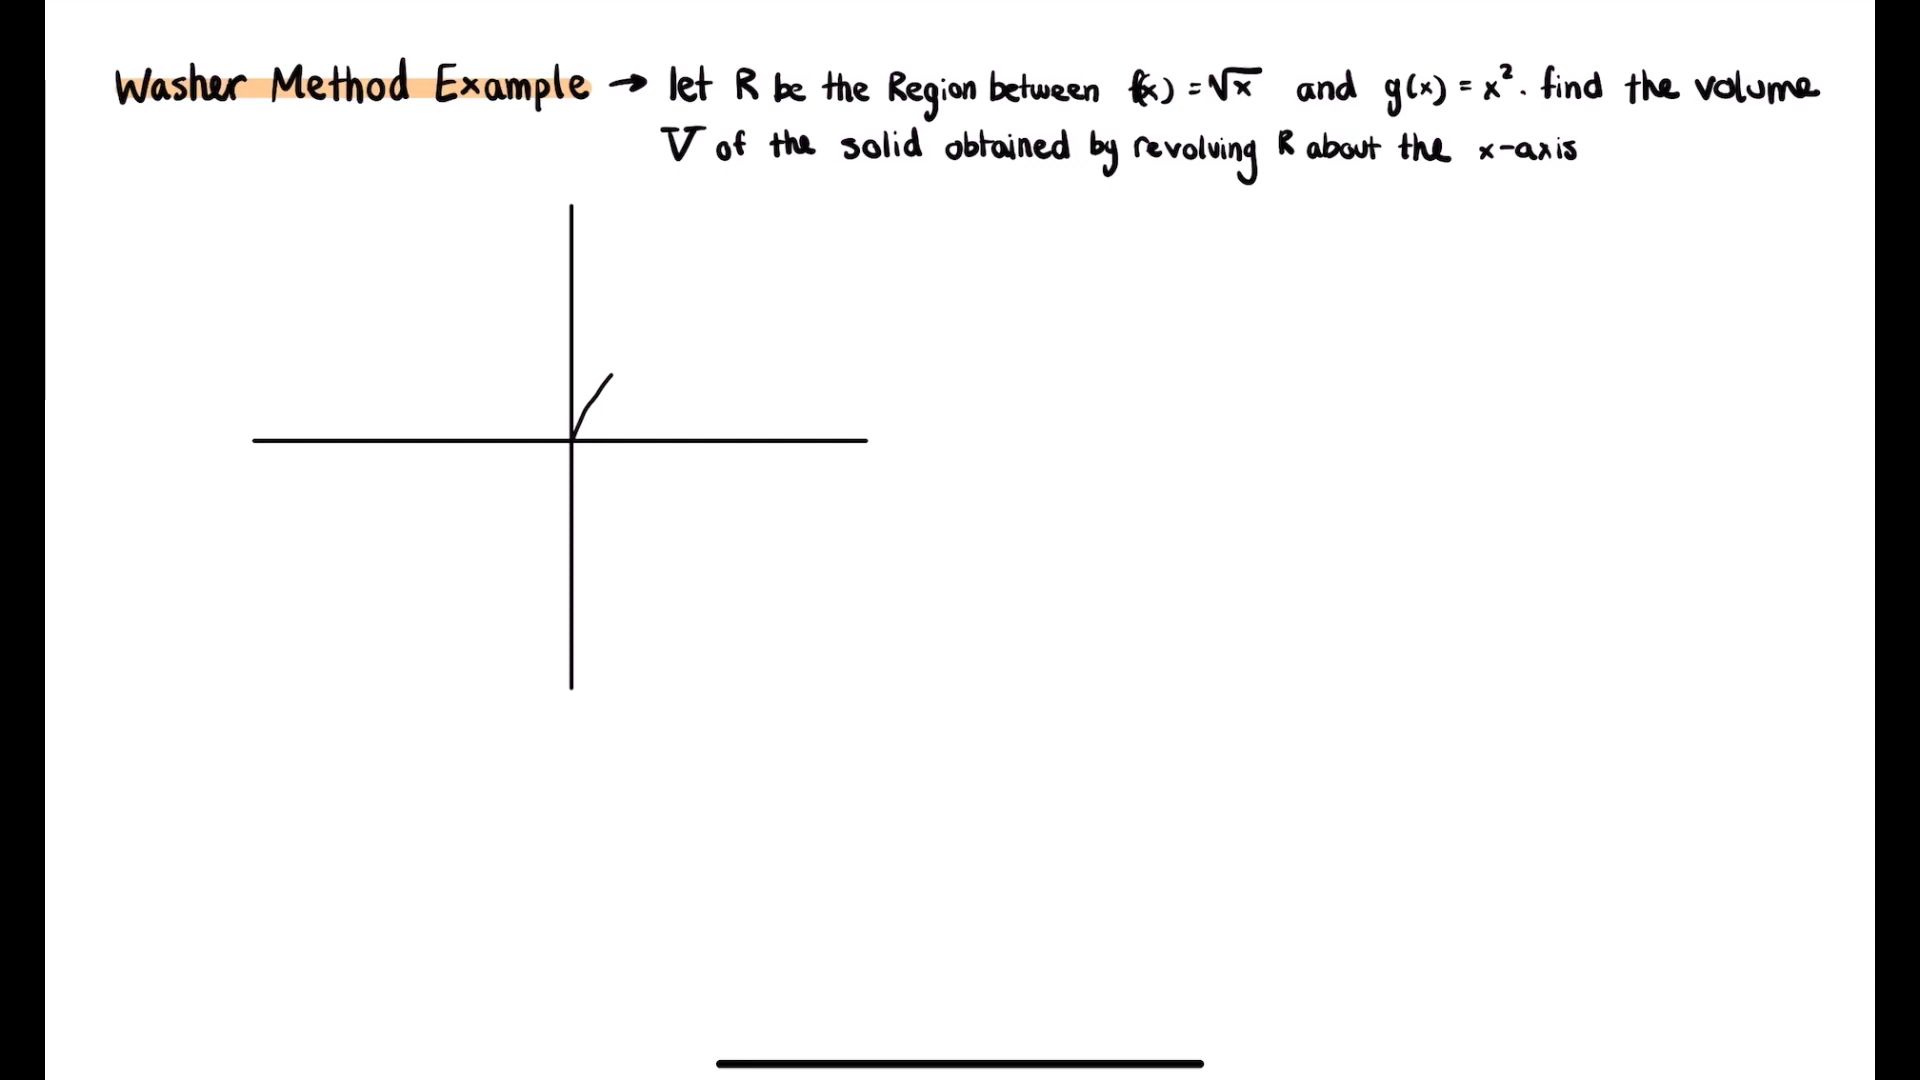 Washer Method Example → let R be the Region between f(x) = √x and g(x) = x². find the volume
V of the solid obtained by revolving R about the x-axis